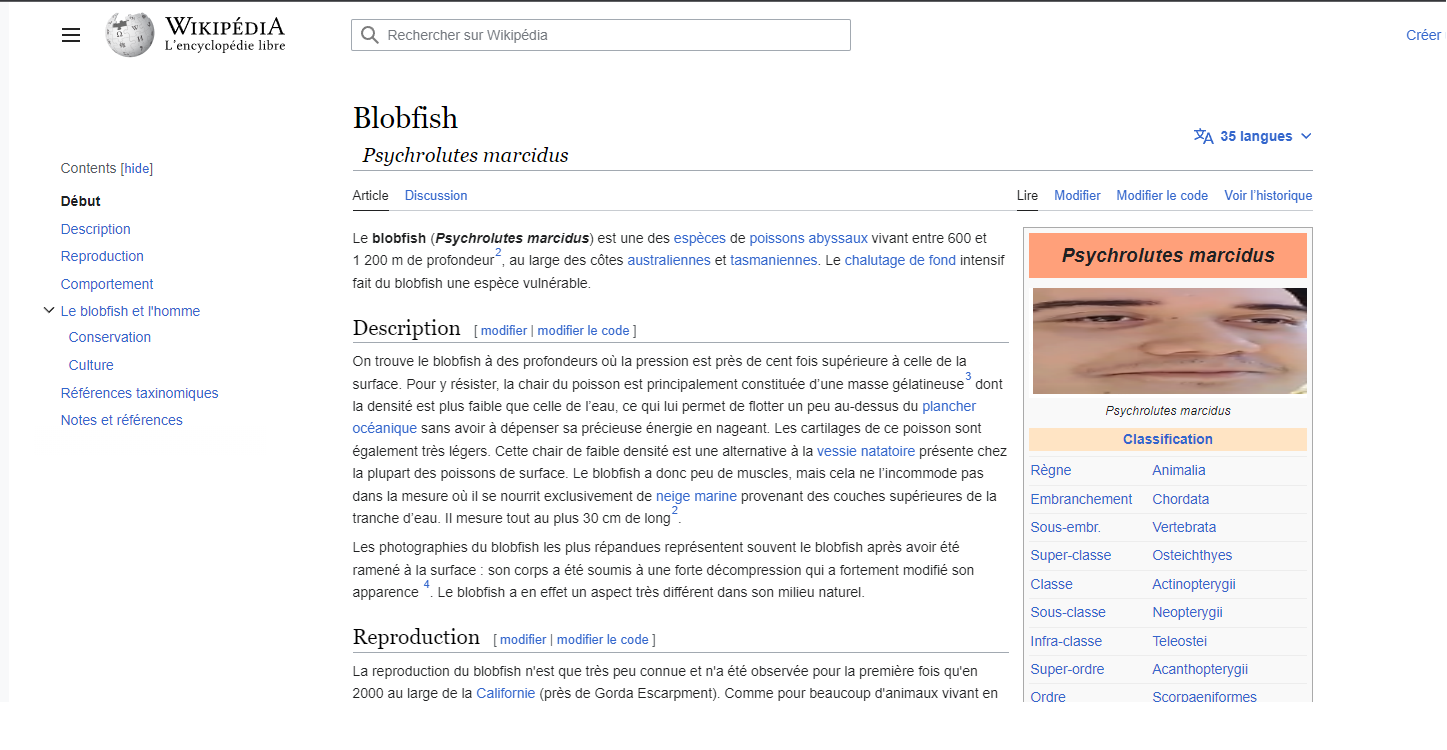 WIKIPÉDIA
L'encyclopédie libre
Rechercher sur Wikipédia
Créer
Blobfish
Psychrolutes marcidus
35 langues
Contents [hide]
Début
Description
Reproduction
Comportement
Le blobfish et l'homme
Conservation
Culture
Références taxinomiques
Notes et références
Article Discussion
Lire Modifier Modifier le code Voir l'historique
Le blobfish (Psychrolutes marcidus) est une des espèces de poissons abyssaux vivant entre 600 et
1 200 m de profondeur2, au large des côtes australiennes et tasmaniennes. Le chalutage de fond intensif
fait du blobfish une espèce vulnérable.
Description [ modifier | modifier le code ]
On trouve le blobfish à des profondeurs où la pression est près de cent fois supérieure à celle de la
surface. Pour y résister, la chair du poisson est principalement constituée d'une masse gélatineuse3 dont
la densité est plus faible que celle de l'eau, ce qui lui permet de flotter un peu au-dessus du plancher
océanique sans avoir à dépenser sa précieuse énergie en nageant. Les cartilages de ce poisson sont
également très légers. Cette chair de faible densité est une alternative à la vessie natatoire présente chez
la plupart des poissons de surface. Le blobfish a donc peu de muscles, mais cela ne l'incommode pas
dans la mesure où il se nourrit exclusivement de neige marine provenant des couches supérieures de la
tranche d'eau. Il mesure tout au plus 30 cm de long2.
Les photographies du blobfish les plus répandues représentent souvent le blobfish après avoir été
ramené à la surface : son corps a été soumis à une forte décompression qui a fortement modifié son
apparence 4. Le blobfish a en effet un aspect très différent dans son milieu naturel.
Reproduction [ modifier | modifier le code ]
La reproduction du blobfish n'est que très peu connue et n'a été observée pour la première fois qu'en
2000 au large de la Californie (près de Gorda Escarpment). Comme pour beaucoup d'animaux vivant en
Psychrolutes marcidus
Psychrolutes marcidus
Classification
Règne Animalia
Embranchement Chordata
Sous-embr. Vertebrata
Super-classe Osteichthyes
Classe Actinopterygii
Sous-classe Neopterygii
Infra-classe Teleostei
Super-ordre Acanthopterygii
Ordre Scorpaeniformes